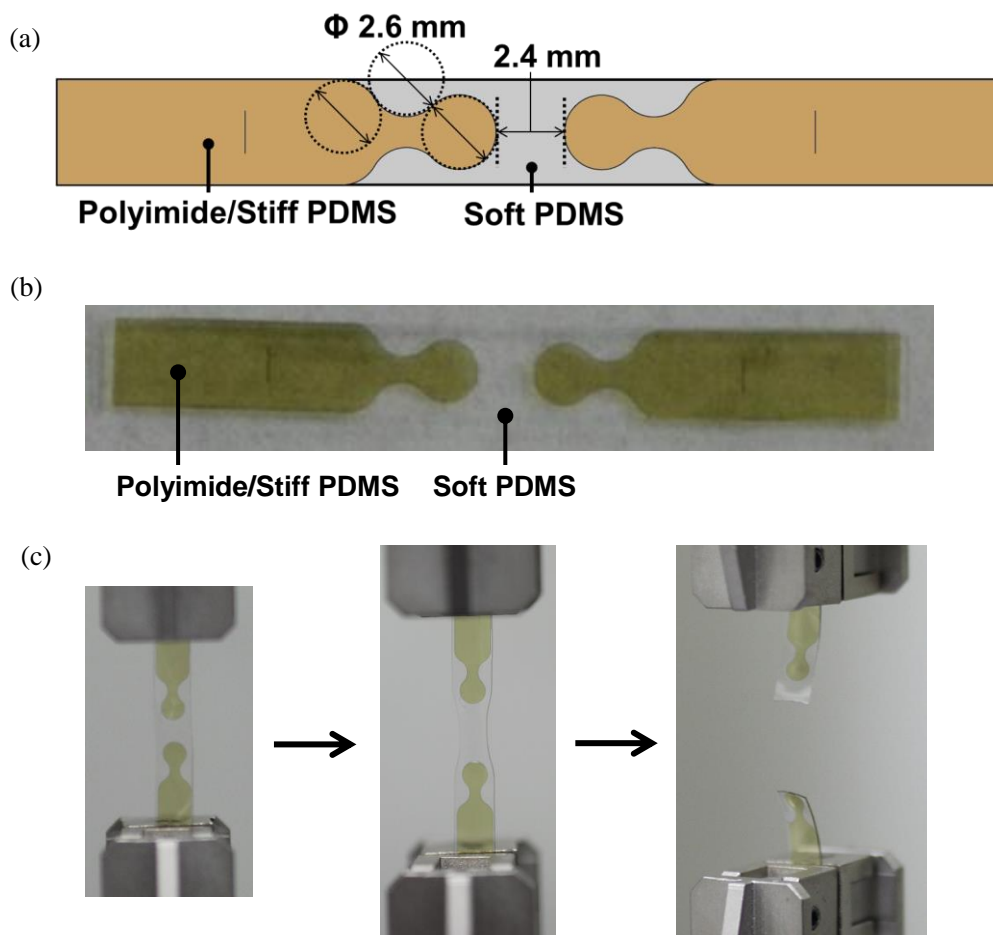 (a)
Φ 2.6 mm
2.4 mm
Polyimide/Stiff PDMS
Soft PDMS
(b)
Polyimide/Stiff PDMS
Soft PDMS
(c)